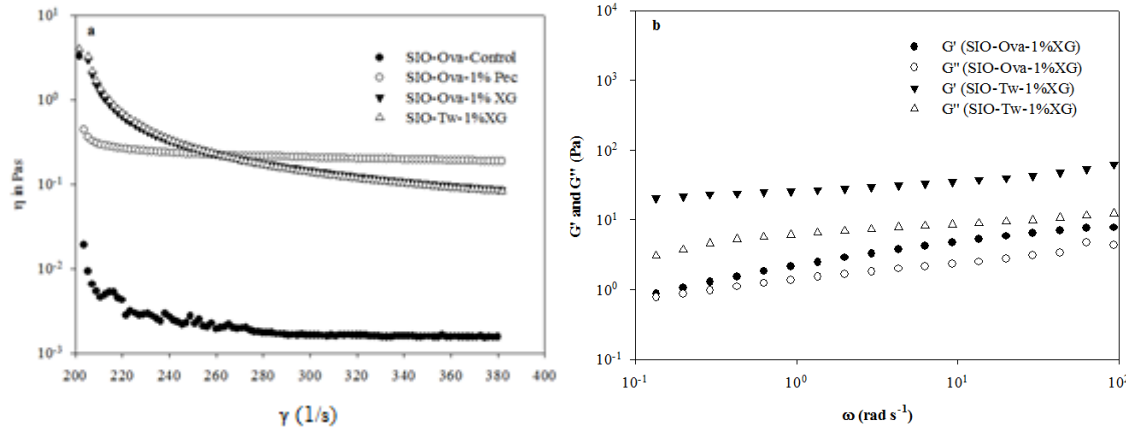 a
SIO-Ova-Control
SIO-Ova-1% Pec
SIO-Ova-1% XG
SIO-Tw-1%XG
η in Pas
10¹
10⁰
10⁻¹
10⁻²
10⁻³
200 220 240 260 280 300 320 340 360 380 400
γ (1/s)
b
G' (SIO-Ova-1%XG)
G'' (SIO-Ova-1%XG)
G' (SIO-Tw-1%XG)
G'' (SIO-Tw-1%XG)
G' and G'' (Pa)
10⁴
10³
10²
10¹
10⁰
10⁻¹
10⁻¹ 10⁰ 10¹ 10²
ω (rad s⁻¹)